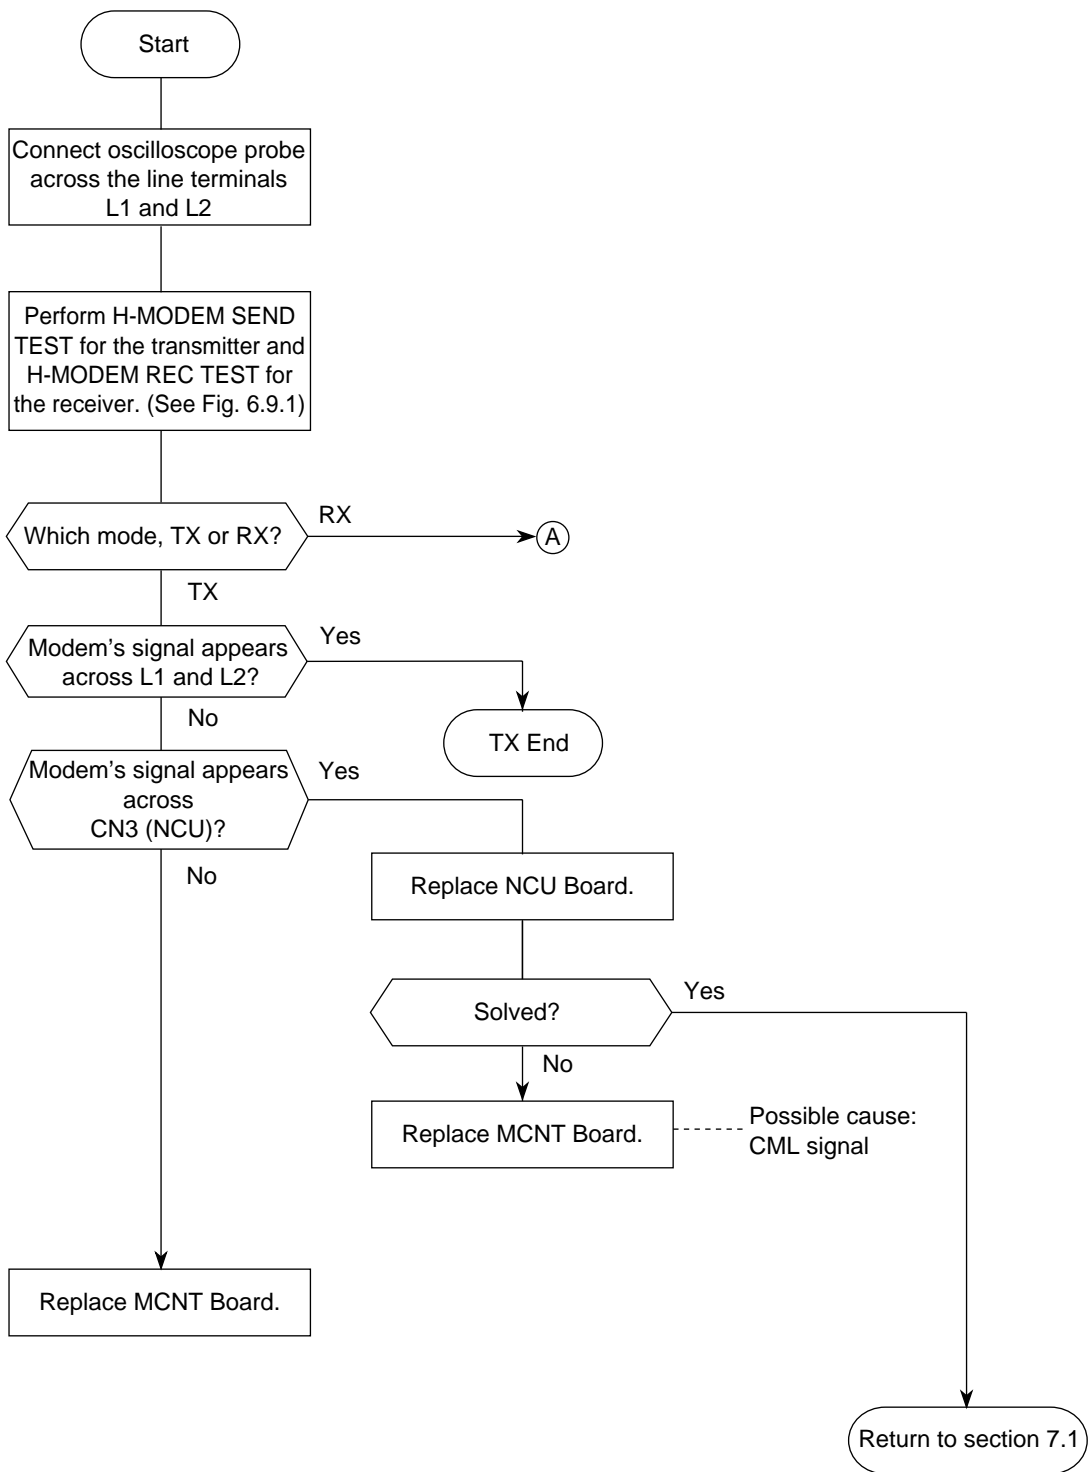 Start
Connect oscilloscope probe
across the line terminals
L1 and L2
Perform H-MODEM SEND
TEST for the transmitter and
H-MODEM REC TEST for
the receiver. (See Fig. 6.9.1)
Which mode, TX or RX?
RX
A
TX
Modem's signal appears
across L1 and L2?
Yes
TX End
No
Modem's signal appears
across
CN3 (NCU)?
Yes
No
Replace NCU Board.
Solved?
Yes
No
Replace MCNT Board.
Possible cause:
CML signal
Replace MCNT Board.
Return to section 7.1